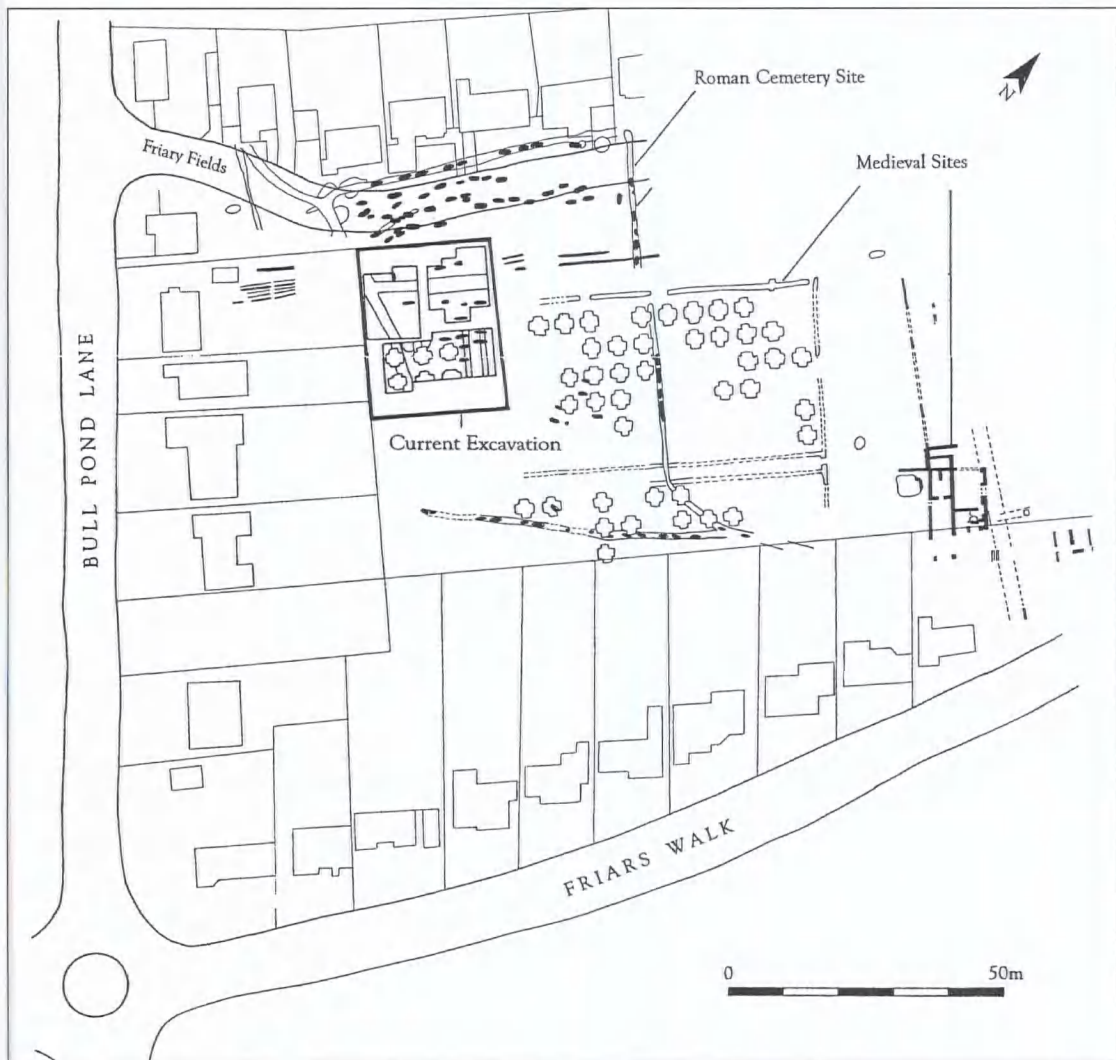 Roman Cemetery Site
N
Medieval Sites
Friary Fields
Current Excavation
BULL POND LANE
FRIARS WALK
0 50m